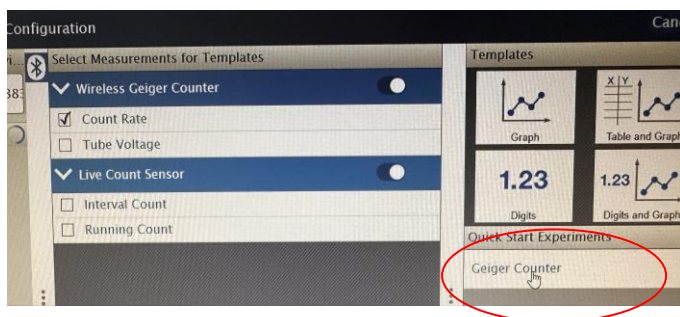 Configuration
Select Measurements for Templates
Wireless Geiger Counter
Count Rate
Tube Voltage
Live Count Sensor
Interval Count
Running Count
Templates
Graph
X Y
Table and Graph
1.23
Digits
1.23
Digits and Graph
Quick Start Experiments
Geiger Counter